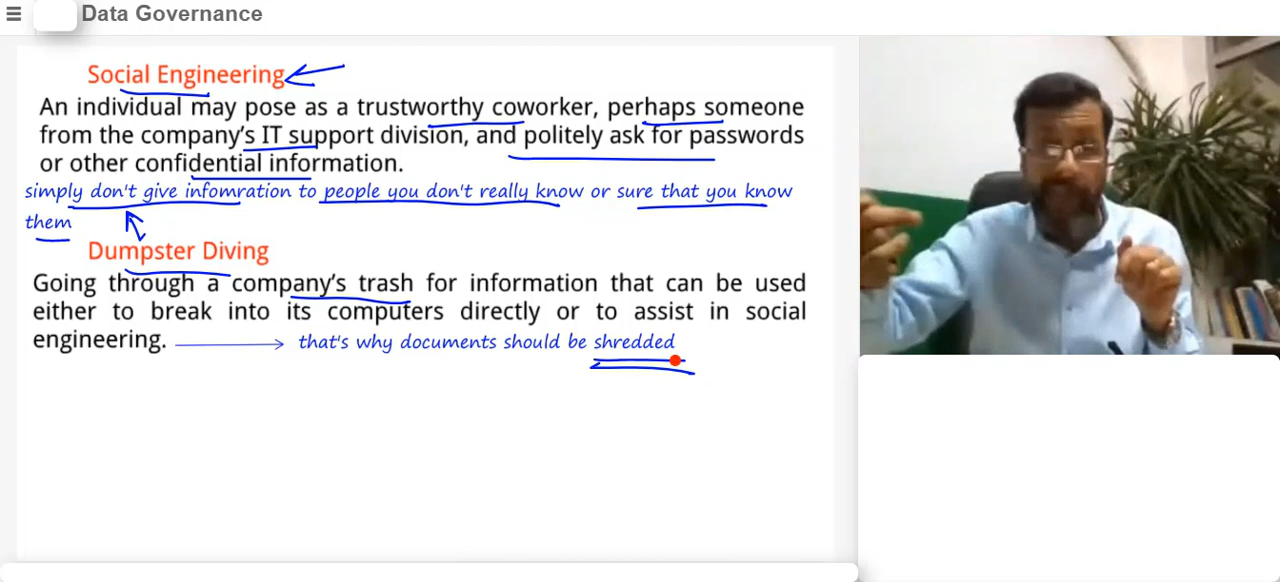 Data Governance
Social Engineering
An individual may pose as a trustworthy coworker, perhaps someone
from the company's IT support division, and politely ask for passwords
or other confidential information.
simply don't give infomration to people you don't really know or sure that you know
them
Dumpster Diving
Going through a company's trash for information that can be used
either to break into its computers directly or to assist in social
engineering.
that's why documents should be shredded